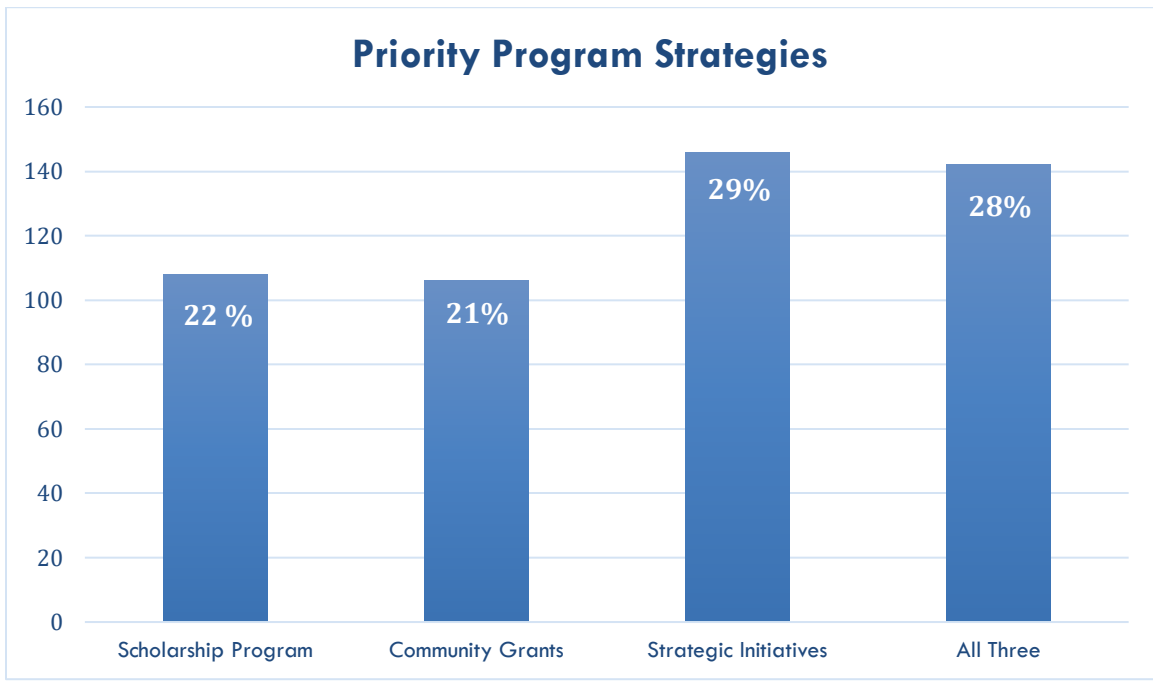 Priority Program Strategies
160
140
120
100
80
60
40
20
0
22 %
21%
29%
28%
Scholarship Program
Community Grants
Strategic Initiatives
All Three